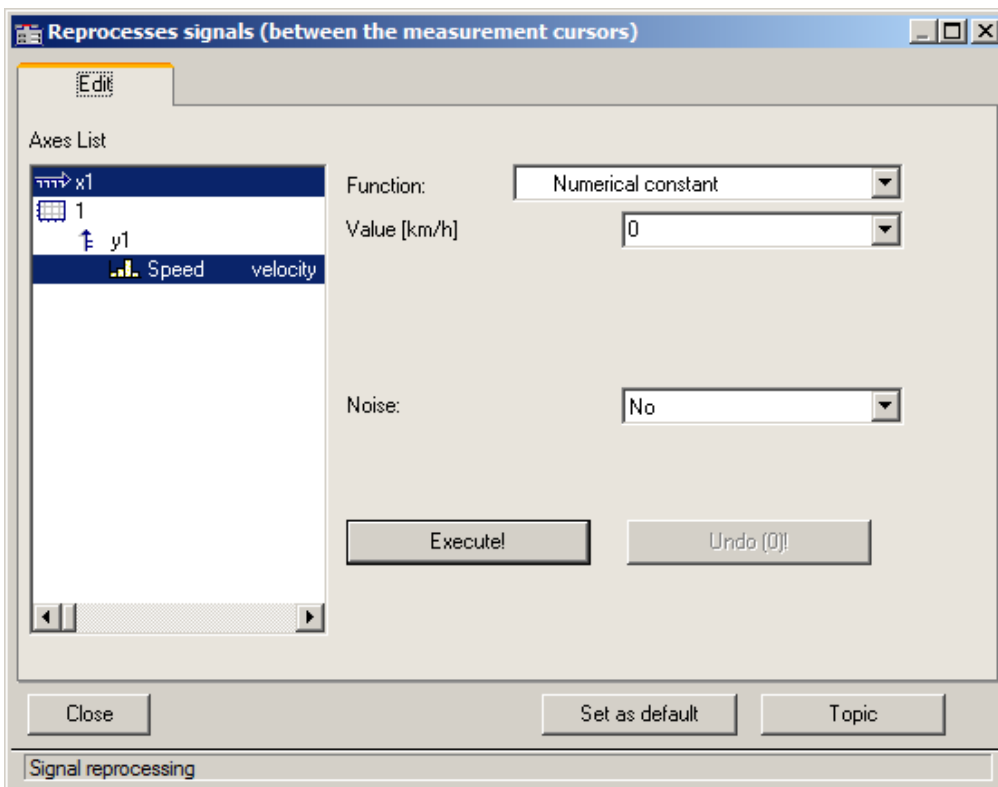 Reprocesses signals (between the measurement cursors)
Edit
Axes List
x1
1
y1
Speed velocity
Function: Numerical constant
Value [km/h] 0
Noise: No
Execute! Undo (0)!
Close Set as default Topic
Signal reprocessing